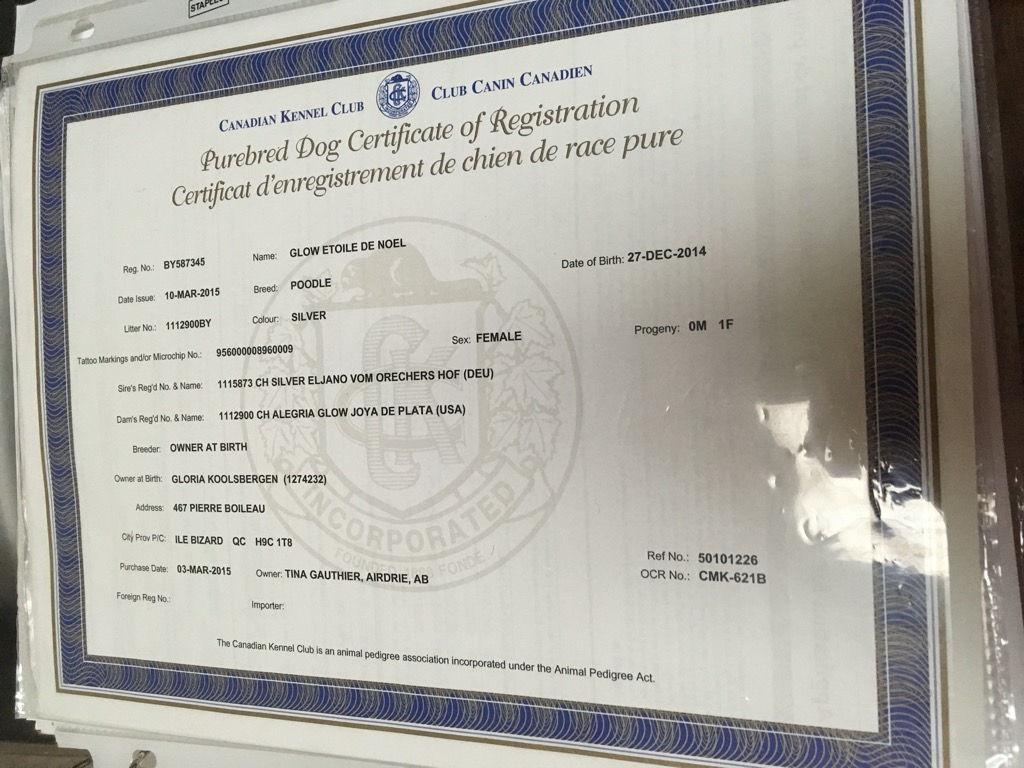 STAPLES
CANADIAN KENNEL CLUB CLUB CANIN CANADIEN
Purebred Dog Certificate of Registration
Certificat d'enregistrement de chien de race pure
Reg. No.: BY587345 Name: GLOW ETOILE DE NOEL Date of Birth: 27-DEC-2014
Date Issue: 10-MAR-2015 Breed: POODLE
Litter No.: 1112900BY Colour: SILVER
Tattoo Markings and/or Microchip No.: 956000008960009 Sex: FEMALE Progeny: 0M 1F
Sire's Reg'd No. & Name: 1115873 CH SILVER ELJANO VOM ORECHERS HOF (DEU)
Dam's Reg'd No. & Name: 1112900 CH ALEGRIA GLOW JOYA DE PLATA (USA)
Breeder: OWNER AT BIRTH
Owner at Birth: GLORIA KOOLSBERGEN (1274232)
Address: 467 PIERRE BOILEAU
City Prov P/C: ILE BIZARD QC H9C 1T8
Purchase Date: 03-MAR-2015 Owner: TINA GAUTHIER, AIRDRIE, AB
Foreign Reg No.: Importer:
Ref No.: 50101226
OCR No.: CMK-621B
INCORPORATED
FOUNDED 1888 FONDE
The Canadian Kennel Club is an animal pedigree association incorporated under the Animal Pedigree Act.